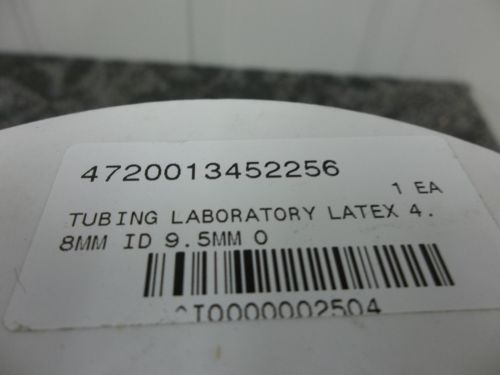 4720013452256
1 EA
TUBING LABORATORY LATEX 4.
8MM ID 9.5MM O